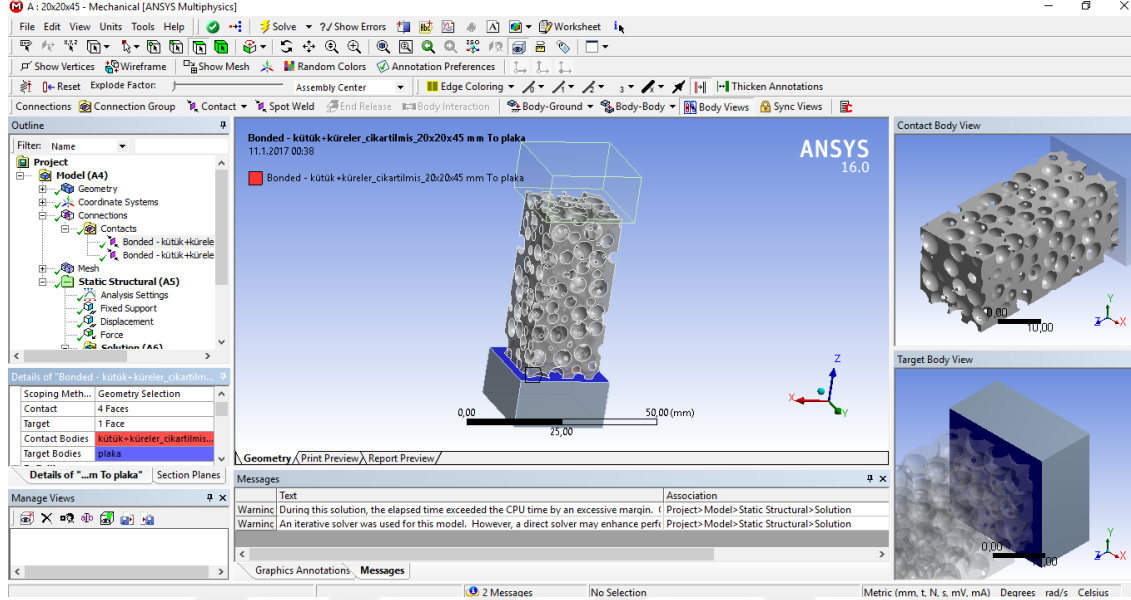 A : 20x20x45 - Mechanical [ANSYS Multiphysics]
File Edit View Units Tools Help Solve ?/ Show Errors Worksheet
Show Vertices Wireframe Show Mesh Random Colors Annotation Preferences
Reset Explode Factor: Assembly Center Edge Coloring Thicken Annotations
Connections Connection Group Contact Spot Weld End Release Body Interaction Body-Ground Body-Body Body Views Sync Views
Outline
Filter: Name
Project
Model (A4)
Geometry
Coordinate Systems
Connections
Contacts
Bonded - kütük+kürele
Bonded - kütük+kürele
Mesh
Static Structural (A5)
Analysis Settings
Fixed Support
Displacement
Force
Solution (A6)
Details of "Bonded - kütük+küreler_cikartilm...
Scoping Meth... Geometry Selection
Contact 4 Faces
Target 1 Face
Contact Bodies kütük+küreler_cikartilmis...
Target Bodies plaka
Details of "...m To plaka" Section Planes
Manage Views
Bonded - kütük+küreler_cikartilmis_20x20x45 mm To plaka
11.1.2017 00:38
Bonded - kütük+küreler_cikartilmis_20x20x45 mm To plaka
ANSYS
16.0
Z
X
Y
0,00 50,00 (mm)
25,00
Geometry Print Preview Report Preview
Messages
Text Association
Warning During this solution, the elapsed time exceeded the CPU time by an excessive margin. ( Project>Model>Static Structural>Solution
Warning An iterative solver was used for this model. However, a direct solver may enhance perf Project>Model>Static Structural>Solution
Graphics Annotations Messages
Contact Body View
0,00
10,00
Y
Z X
Target Body View
0,00
Y
Z X
2 Messages No Selection Metric (mm, t, N, s, mV, mA) Degrees rad/s Celsius